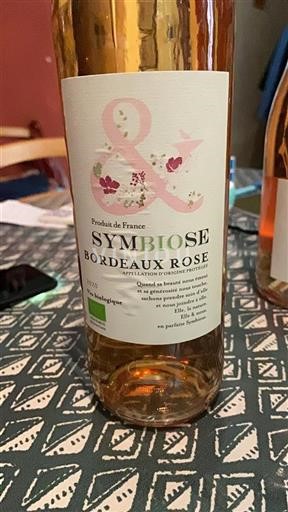 &
Produit de France
SYMBIOSE
BORDEAUX ROSE
APPELLATION D'ORIGINE PROTÉGÉE
Vin biologique
Quand sa beauté nous émeut
et sa générosité nous touche,
sachons prendre soin d'elle
et nous joindre à elle.
Elle, la nature.
Elle & nous,
en parfaite Symbiose.